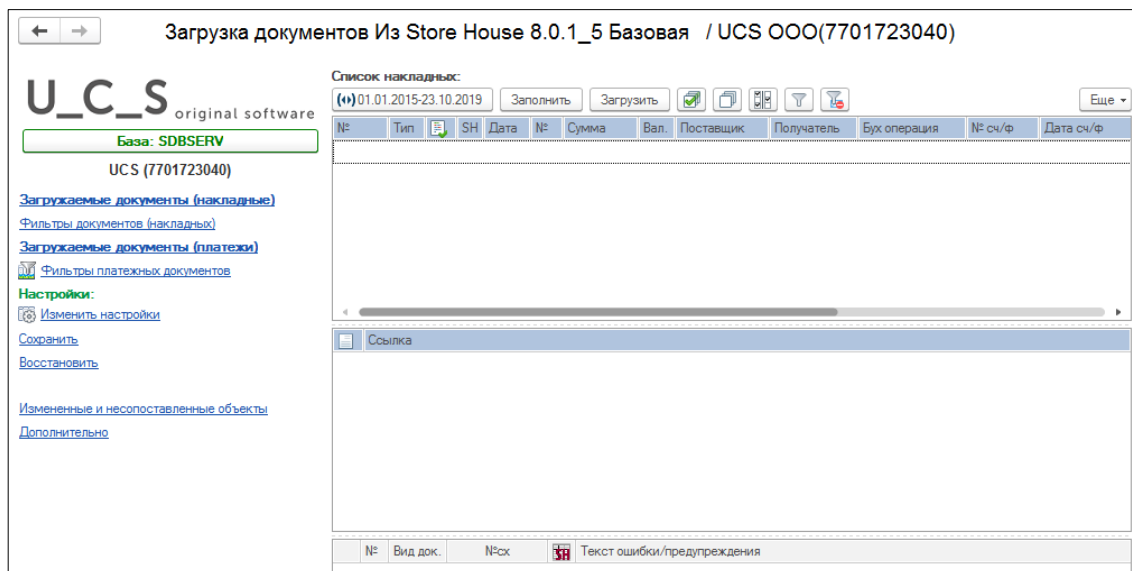 Загрузка документов Из Store House 8.0.1_5 Базовая / UCS ООО(7701723040)
U_C_S original software
База: SDBSERV
UCS (7701723040)
Загружаемые документы (накладные)
Фильтры документов (накладных)
Загружаемые документы (платежи)
Фильтры платежных документов
Настройки:
Изменить настройки
Сохранить
Восстановить
Измененные и несопоставленные объекты
Дополнительно
Список накладных:
01.01.2015-23.10.2019 Заполнить Загрузить Еще
№ Тип SH Дата № Сумма Вал. Поставщик Получатель Бух операция № сч/ф Дата сч/ф
Ссылка
№ Вид док. №сх SH Текст ошибки/предупреждения